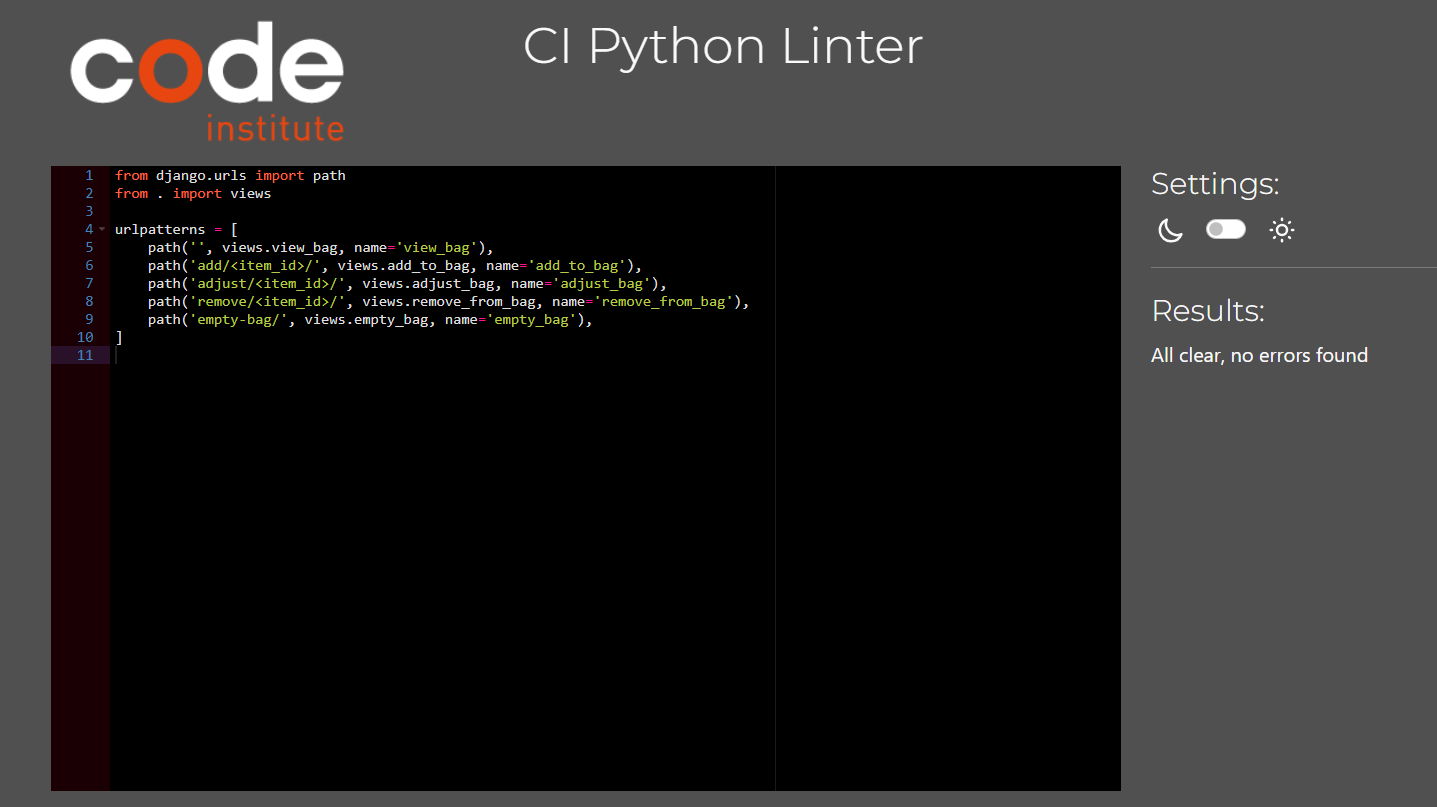 code
institute
CI Python Linter
1 from django.urls import path
2 from . import views
3
4 urlpatterns = [
5     path('', views.view_bag, name='view_bag'),
6     path('add/<item_id>/', views.add_to_bag, name='add_to_bag'),
7     path('adjust/<item_id>/', views.adjust_bag, name='adjust_bag'),
8     path('remove/<item_id>/', views.remove_from_bag, name='remove_from_bag'),
9     path('empty-bag/', views.empty_bag, name='empty_bag'),
10 ]
11
Settings:
Results:
All clear, no errors found